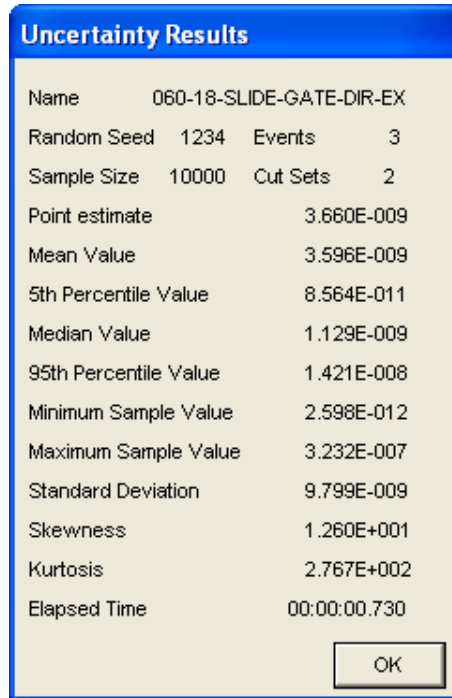 Uncertainty Results
Name 060-18-SLIDE-GATE-DIR-EX
Random Seed 1234 Events 3
Sample Size 10000 Cut Sets 2
Point estimate 3.660E-009
Mean Value 3.596E-009
5th Percentile Value 8.564E-011
Median Value 1.129E-009
95th Percentile Value 1.421E-008
Minimum Sample Value 2.598E-012
Maximum Sample Value 3.232E-007
Standard Deviation 9.799E-009
Skewness 1.260E+001
Kurtosis 2.767E+002
Elapsed Time 00:00:00.730
OK